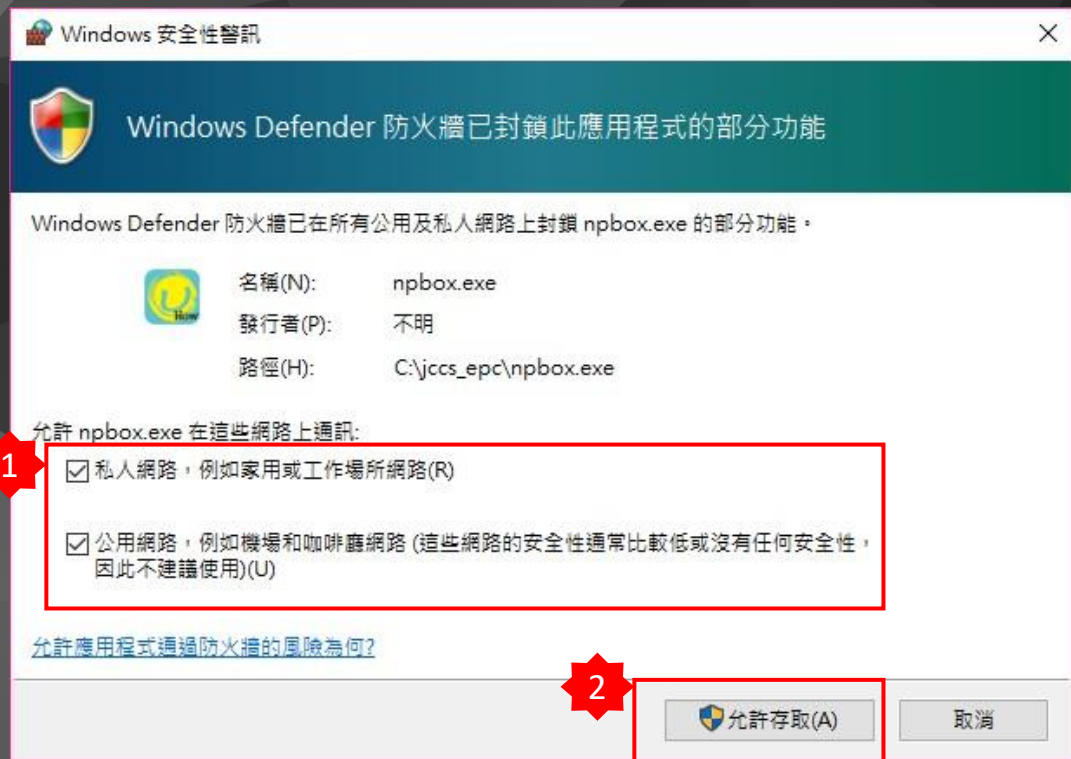 Windows 安全性警訊
Windows Defender 防火牆已封鎖此應用程式的部分功能
Windows Defender 防火牆已在所有公用及私人網路上封鎖 npbox.exe 的部分功能。
U
How
名稱(N): npbox.exe
發行者(P): 不明
路徑(H): C:\jccs_epc\npbox.exe
允許 npbox.exe 在這些網路上通訊:
1
私人網路，例如家用或工作場所網路(R)
公用網路，例如機場和咖啡廳網路 (這些網路的安全性通常比較低或沒有任何安全性，
因此不建議使用)(U)
允許應用程式通過防火牆的風險為何?
2
允許存取(A) 取消